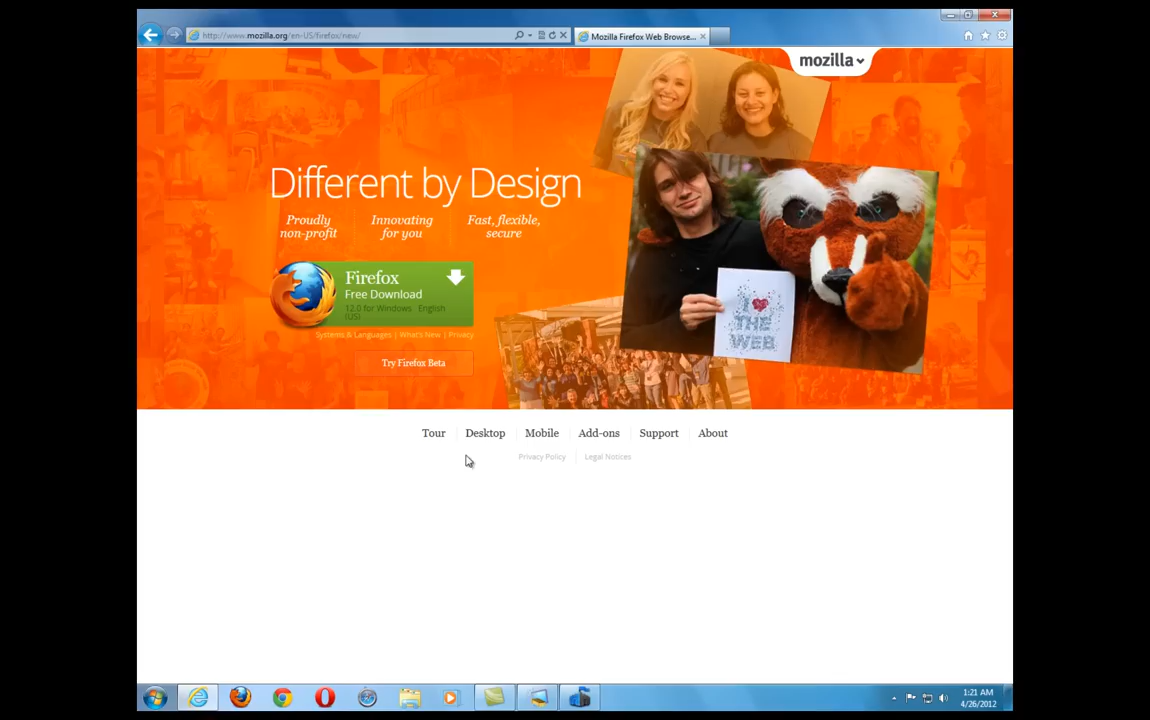 http://www.mozilla.org/en-US/firefox/new/
Mozilla Firefox Web Browse...
mozilla
Different by Design
Proudly
non-profit
Innovating
for you
Fast, flexible,
secure
I
THE
WEB
Firefox
Free Download
12.0 for Windows English
(US)
Systems & Languages | What's New | Privacy
Try Firefox Beta
Tour
Desktop
Mobile
Add-ons
Support
About
Privacy Policy
Legal Notices
1:21 AM
4/26/2012